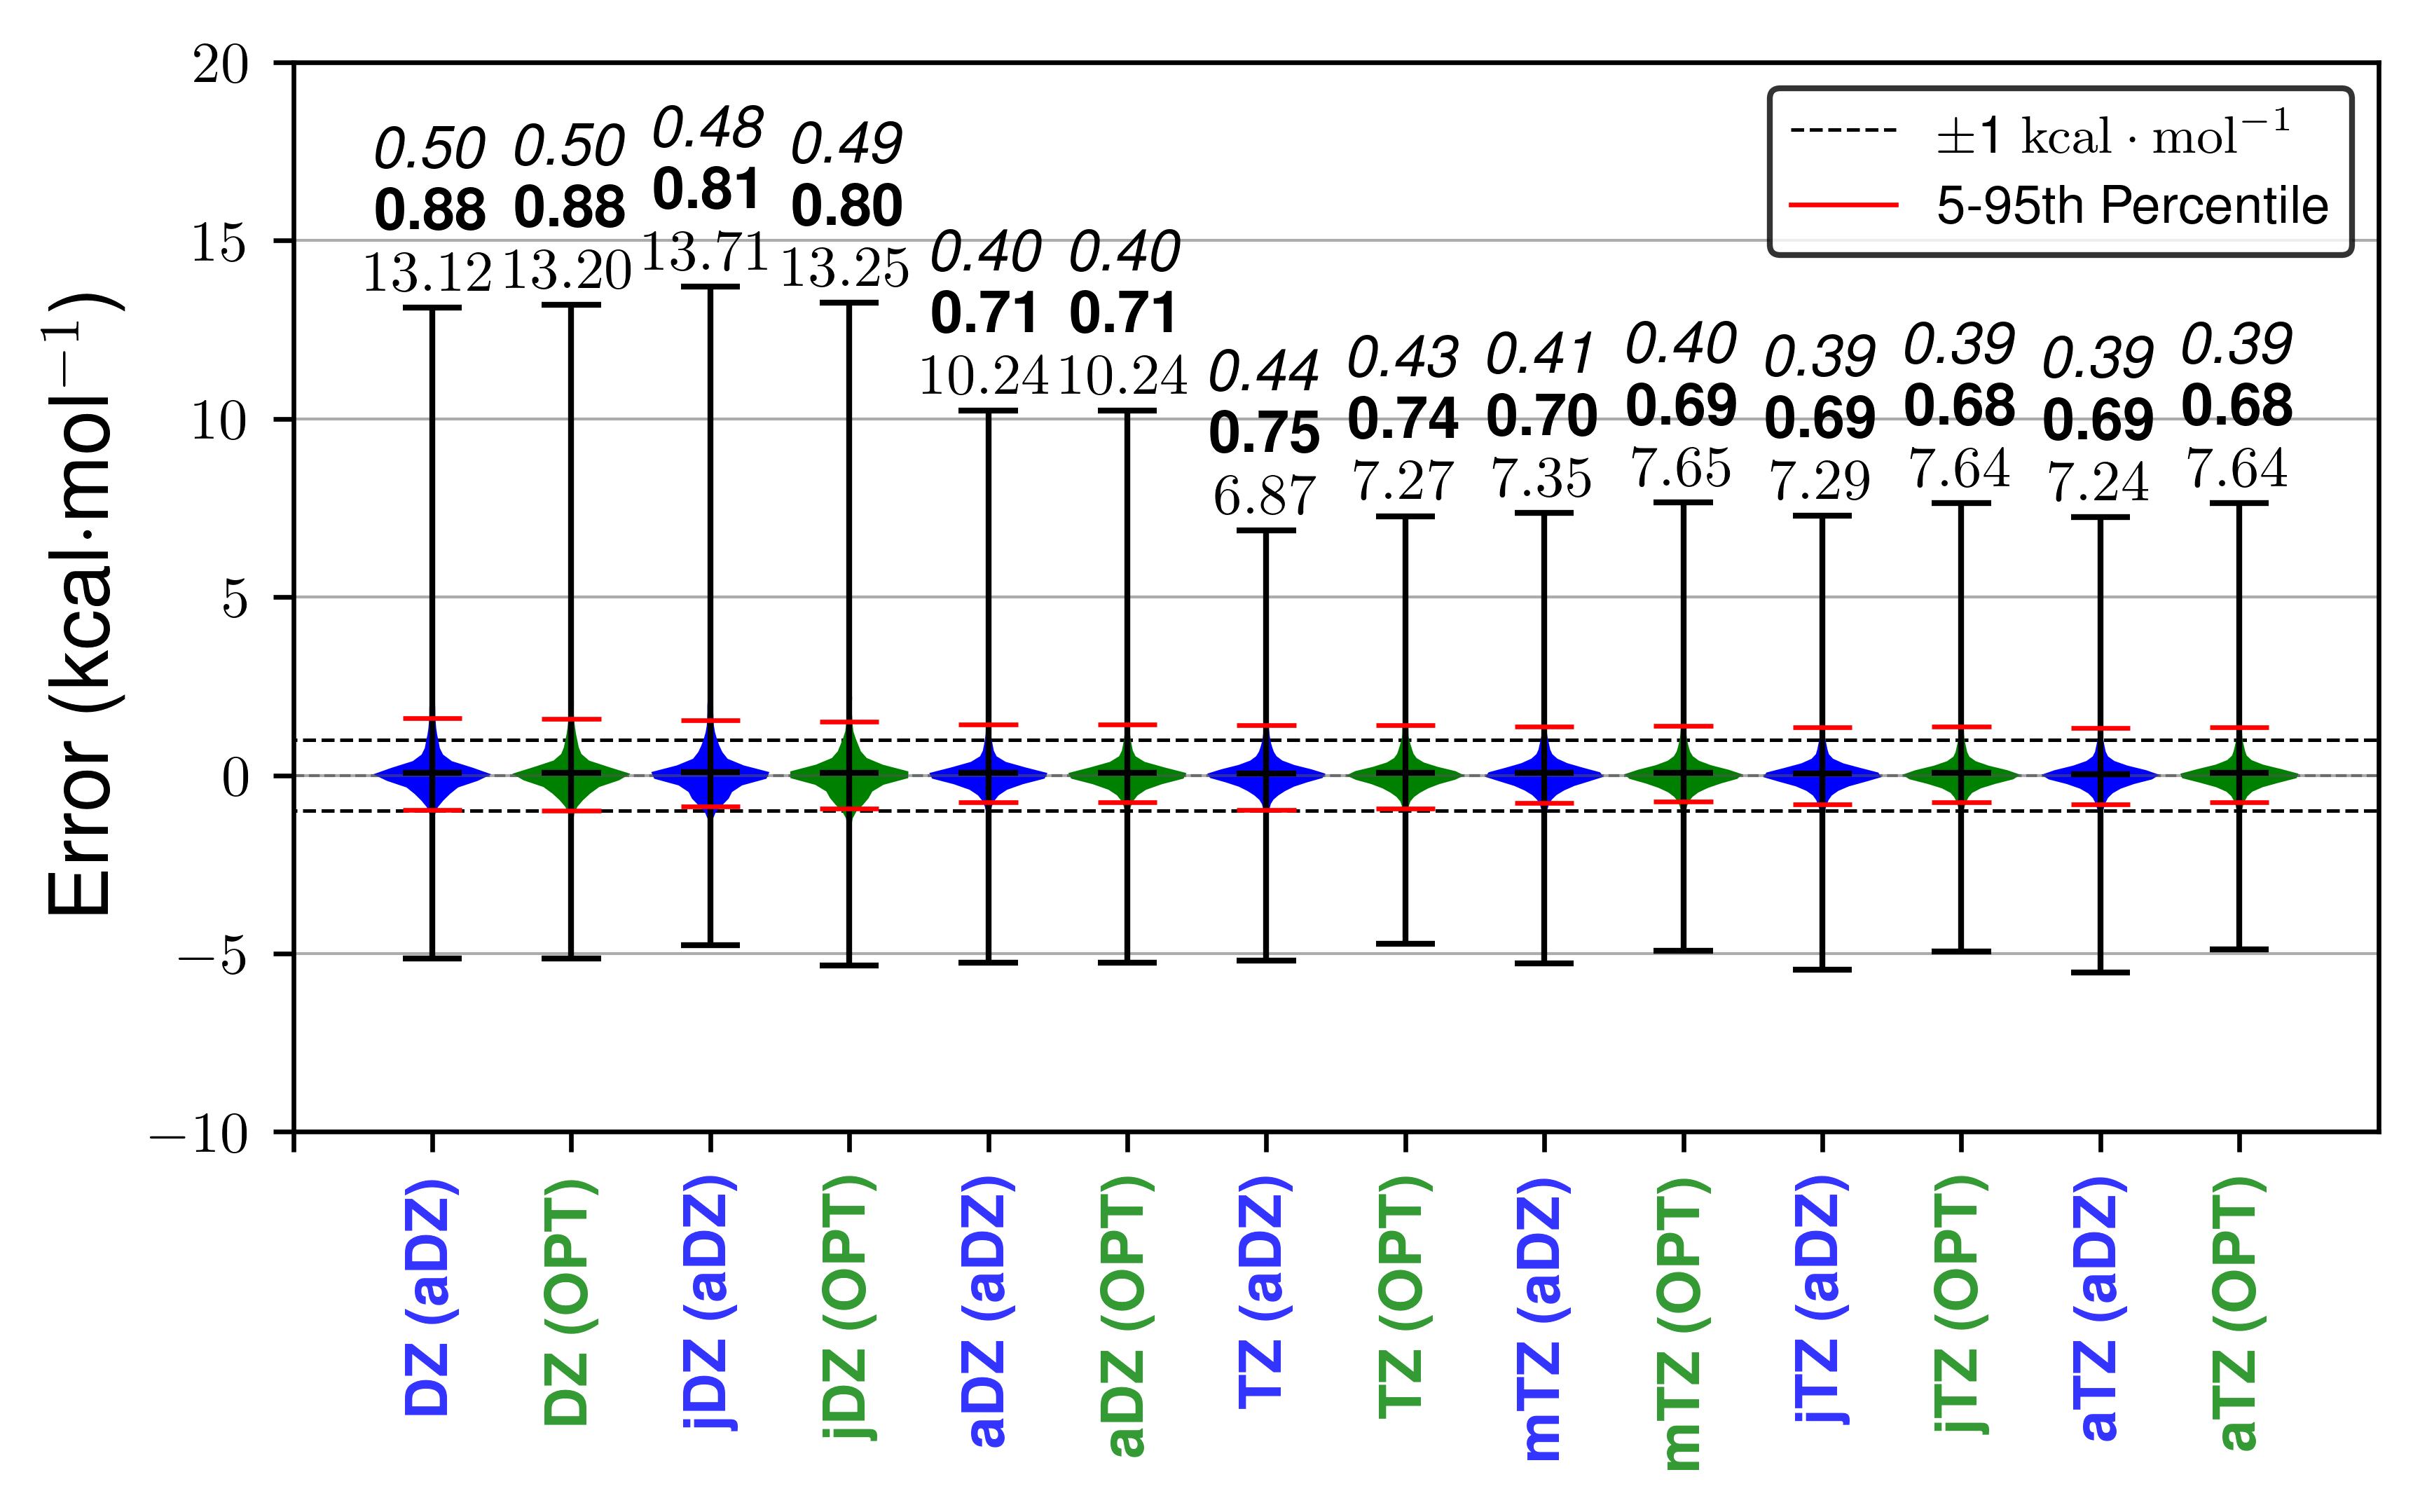 Error (kcal·mol⁻¹)
20
15
10
5
0
−5
−10
±1 kcal · mol⁻¹
5-95th Percentile
0.50 0.50 0.48 0.49 0.40 0.40 0.44 0.43 0.41 0.40 0.39 0.39 0.39 0.39
0.88 0.88 0.81 0.80 0.71 0.71 0.75 0.74 0.70 0.69 0.69 0.68 0.69 0.68
13.12 13.20 13.71 13.25 10.24 10.24 6.87 7.27 7.35 7.65 7.29 7.64 7.24 7.64
DZ (aDZ)
DZ (OPT)
jDZ (aDZ)
jDZ (OPT)
aDZ (aDZ)
aDZ (OPT)
TZ (aDZ)
TZ (OPT)
mTZ (aDZ)
mTZ (OPT)
jTZ (aDZ)
jTZ (OPT)
aTZ (aDZ)
aTZ (OPT)